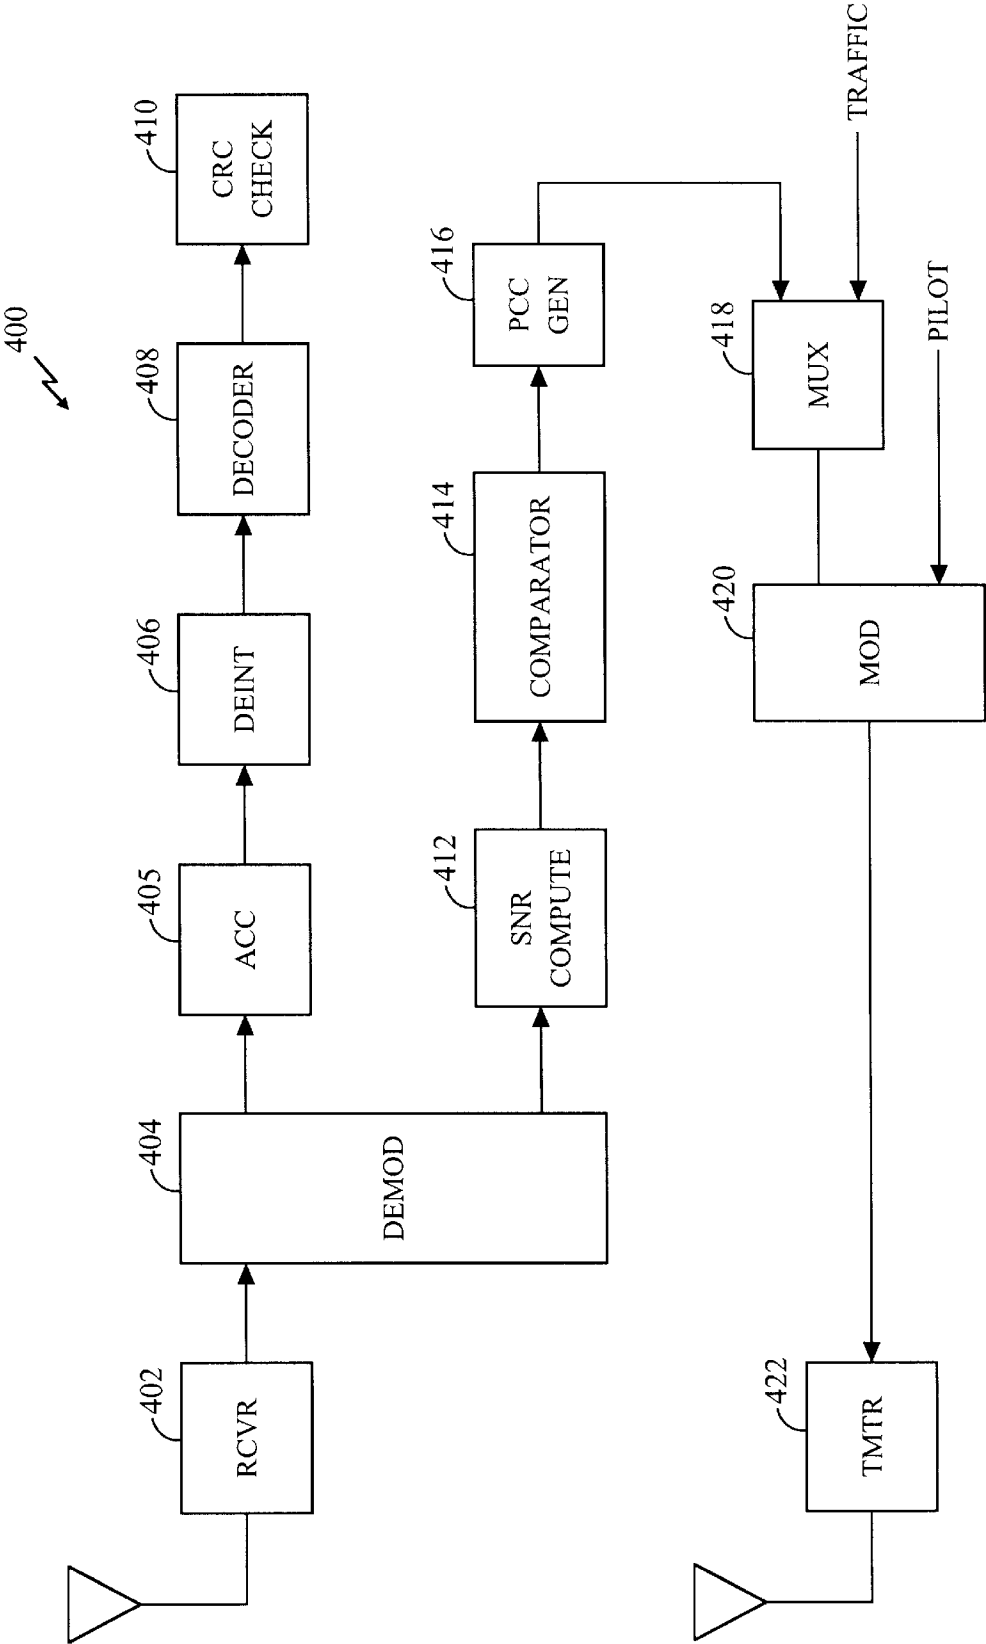 400
402
RCVR
404
DEMOD
405
ACC
406
DEINT
408
DECODER
410
CRC
CHECK
412
SNR
COMPUTE
414
COMPARATOR
416
PCC
GEN
422
TMTR
420
MOD
418
MUX
TRAFFIC
PILOT